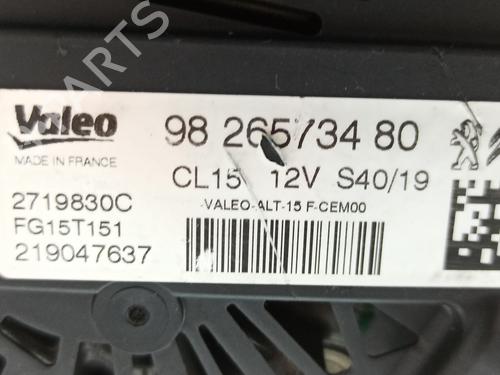 Valeo
MADE IN FRANCE
98 265734 80
CL15 12V S40/19
VALEO-ALT-15 F-CEM00
2719830C
FG15T151
219047637